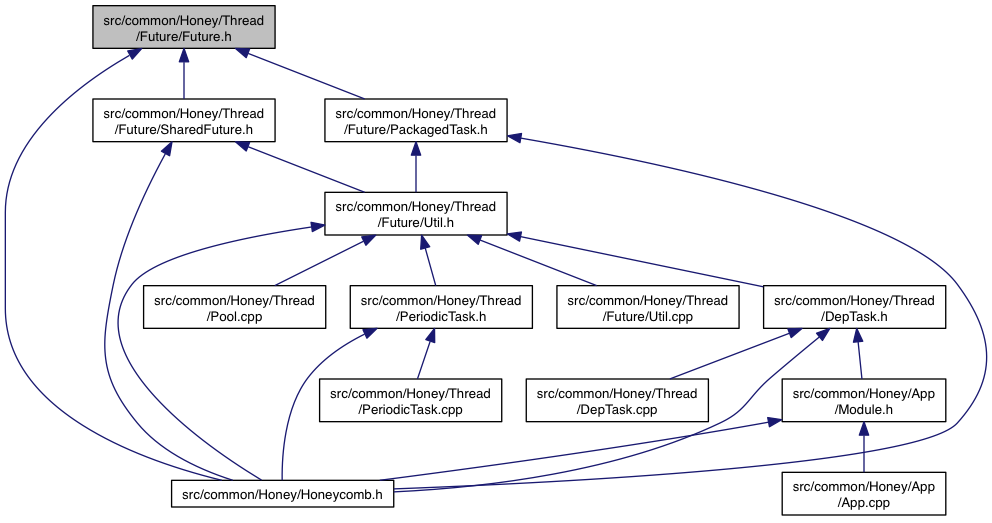 src/common/Honey/Thread
/Future/Future.h
src/common/Honey/Thread
/Future/SharedFuture.h
src/common/Honey/Thread
/Future/PackagedTask.h
src/common/Honey/Thread
/Future/Util.h
src/common/Honey/Thread
/Pool.cpp
src/common/Honey/Thread
/PeriodicTask.h
src/common/Honey/Thread
/Future/Util.cpp
src/common/Honey/Thread
/DepTask.h
src/common/Honey/Thread
/PeriodicTask.cpp
src/common/Honey/Thread
/DepTask.cpp
src/common/Honey/App
/Module.h
src/common/Honey/Honeycomb.h
src/common/Honey/App
/App.cpp